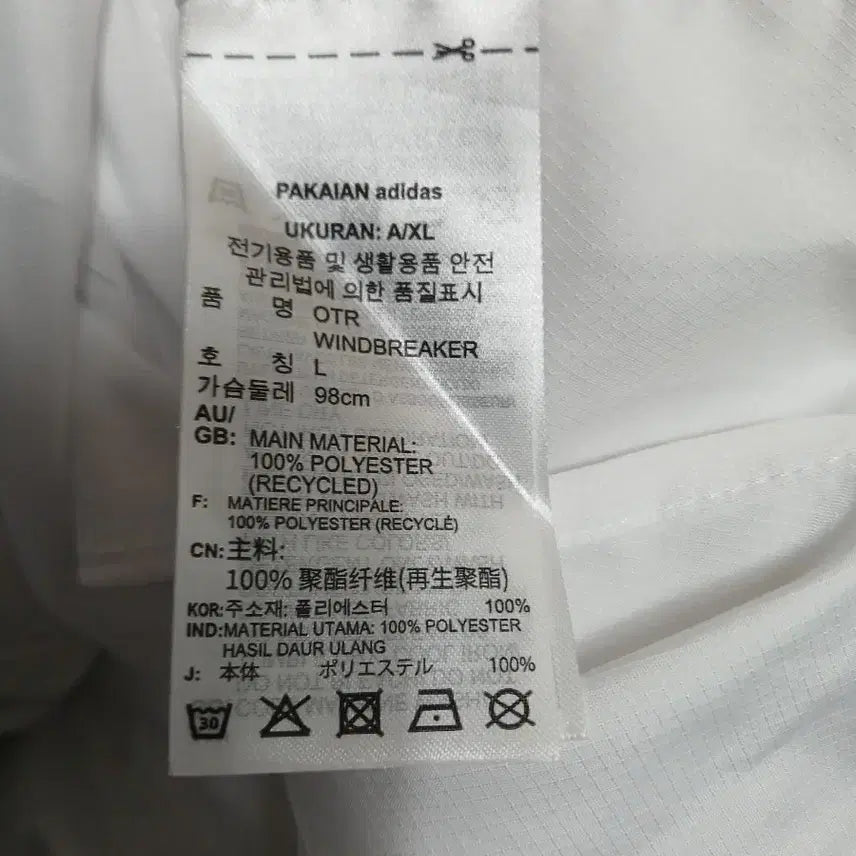 PAKAIAN adidas
UKURAN: A/XL
전기용품 및 생활용품 안전
관리법에 의한 품질표시
품 명 OTR
WINDBREAKER
호 칭 L
가슴둘레 98cm
AU/
GB: MAIN MATERIAL:
100% POLYESTER
(RECYCLED)
F: MATIERE PRINCIPALE:
100% POLYESTER (RECYCLÉ)
CN:主料:
100% 聚酯纤维(再生聚酯)
KOR:주소재: 폴리에스터 100%
IND:MATERIAL UTAMA: 100% POLYESTER
HASIL DAUR ULANG
J: 本体 ポリエステル 100%
30